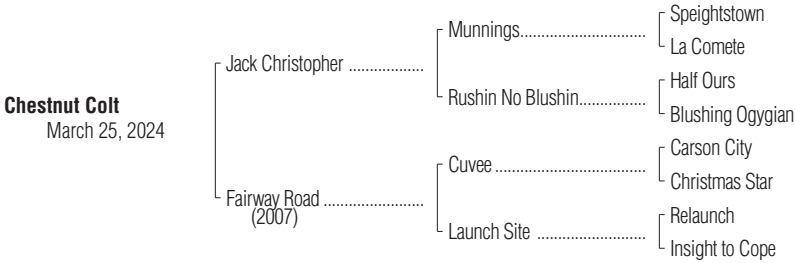 Speightstown
Munnings..............................
La Comete
Jack Christopher ..................
Half Ours
Rushin No Blushin................
Blushing Ogygian
Chestnut Colt
March 25, 2024
Carson City
Cuvee ....................................
Christmas Star
Fairway Road ........................
(2007)
Relaunch
Launch Site ..........................
Insight to Cope